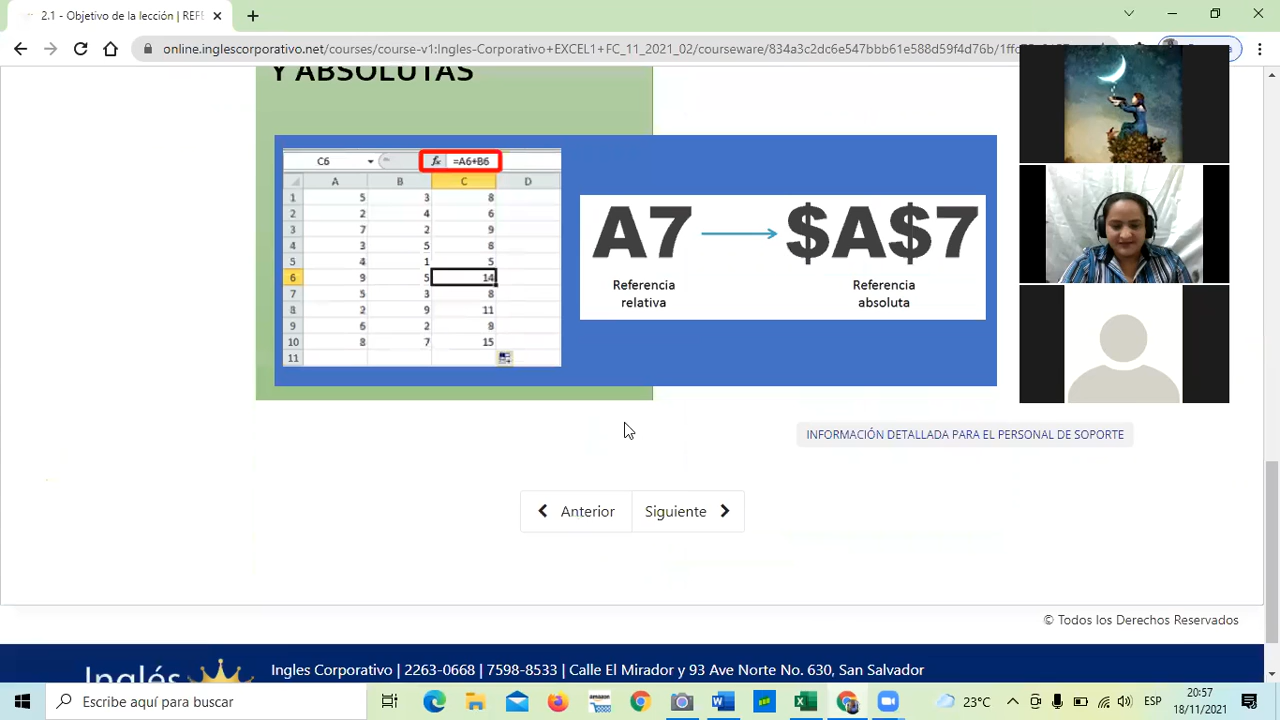 2.1 - Objetivo de la lección | REFE
online.inglescorporativo.net/courses/course-v1:Ingles_Corporativo+EXCEL1+FC_11_2021_02/courseware/
Y ABSOLUTAS
C6 fx =A6+B6
A B C D
1 5 3 8
2 2 4 6
3 7 2 9
4 3 5 8
5 4 1 5
6 9 5 14
7 5 3 8
8 2 9 11
9 6 2 8
10 8 7 15
11
A7 $A$7
Referencia relativa
Referencia absoluta
INFORMACIÓN DETALLADA PARA EL PERSONAL DE SOPORTE
Anterior Siguiente
© Todos los Derechos Reservados
Inglés
Ingles Corporativo | 2263-0668 | 7598-8533 | Calle El Mirador y 93 Ave Norte No. 630, San Salvador
Escribe aquí para buscar
amazon
23°C
ESP
20:57
18/11/2021